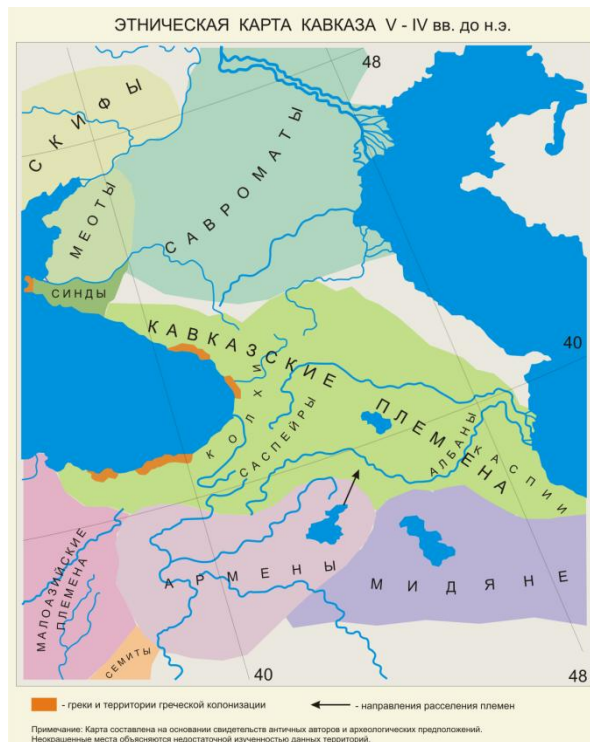 ЭТНИЧЕСКАЯ КАРТА КАВКАЗА V - IV вв. до н.э.
48
СКИФЫ
САВРОМАТЫ
МЕОТЫ
СИНДЫ
КАВКАЗСКИЕ ПЛЕМЕНА
40
КОЛХИ
САСПЕЙРЫ
АЛБАНЫ
КАСПИИ
МАЛОАЗИЙСКИЕ
ПЛЕМЕНА
АРМЕНЫ
МИДЯНЕ
СЕМИТЫ
40
48
- греки и территории греческой колонизации
- направления расселения племен
Примечание: Карта составлена на основании свидетельств античных авторов и археологических предположений.
Неокрашенные места объясняются недостаточной изученностью данных территорий.